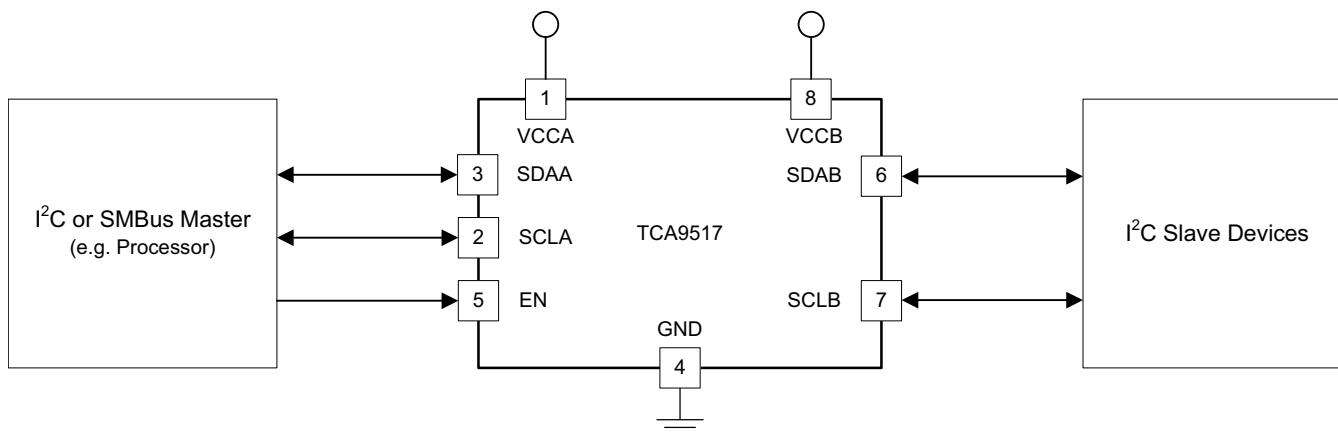 1
8
VCCA
VCCB
3
SDAA
SDAB
6
I²C or SMBus Master
(e.g. Processor)
2
SCLA
TCA9517
I²C Slave Devices
5
EN
SCLB
7
GND
4